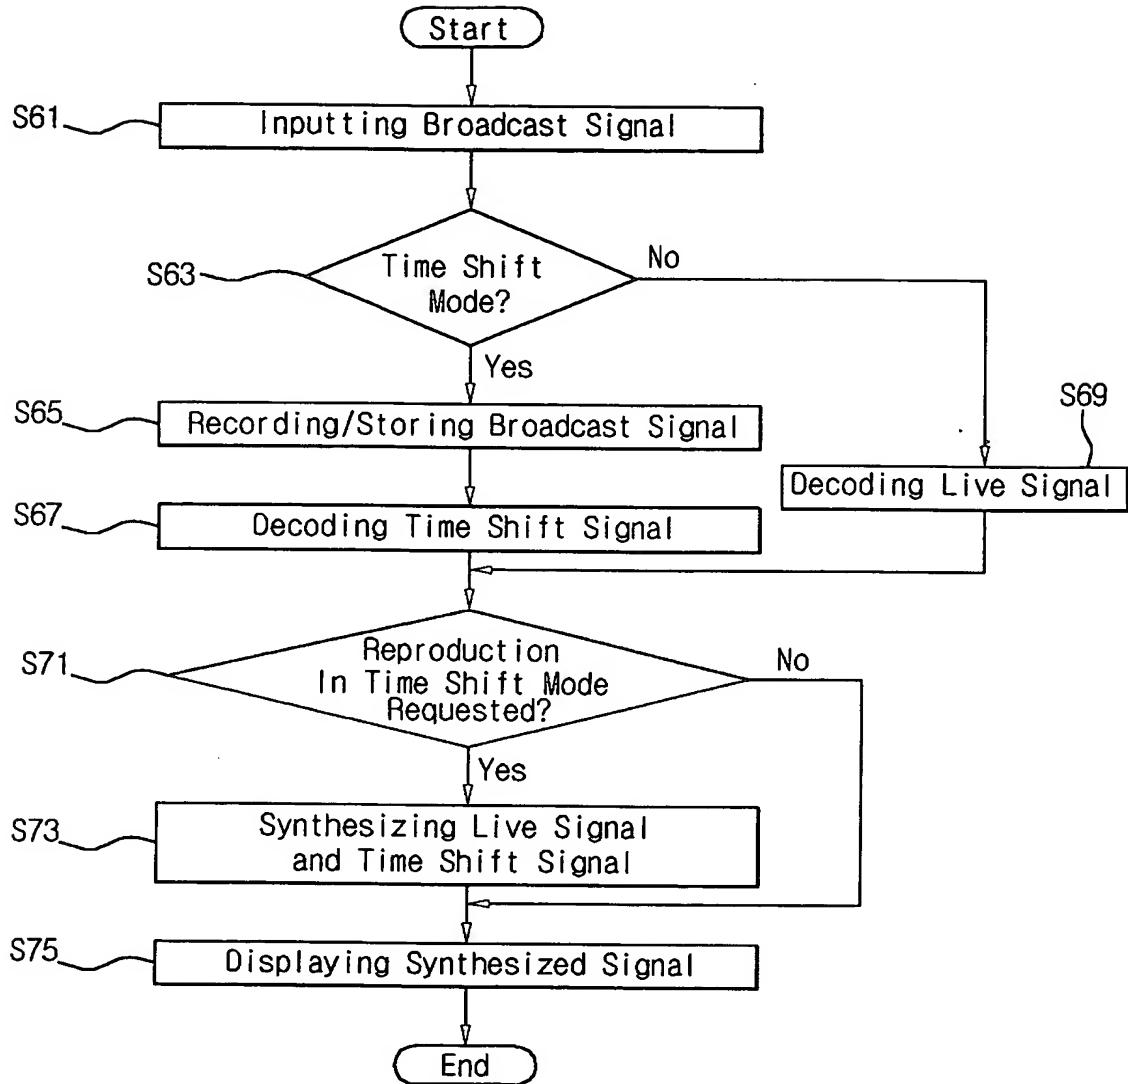 Start
S61
Inputting Broadcast Signal
S63
Time Shift
Mode?
No
Yes
S65
Recording/Storing Broadcast Signal
S69
Decoding Live Signal
S67
Decoding Time Shift Signal
S71
Reproduction
In Time Shift Mode
Requested?
No
Yes
S73
Synthesizing Live Signal
and Time Shift Signal
S75
Displaying Synthesized Signal
End